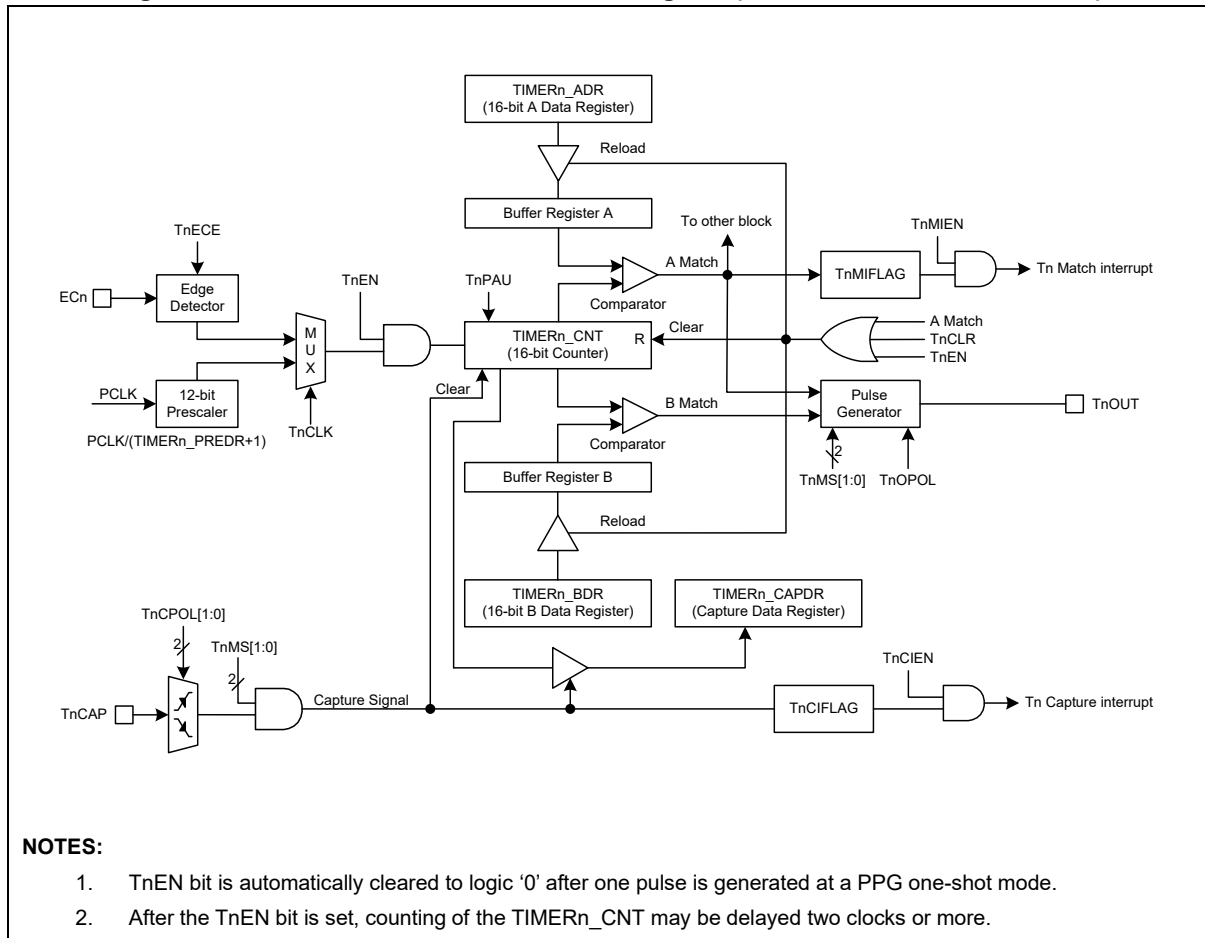 TIMERn_ADR
(16-bit A Data Register)
Reload
Buffer Register A
To other block
TnECE
TnMIEN
A Match
TnMIFLAG
Tn Match interrupt
ECn
Edge
Detector
TnEN
TnPAU
Comparator
M
U
X
TIMERn_CNT
(16-bit Counter)
R
Clear
A Match
TnCLR
TnEN
PCLK
12-bit
Prescaler
Clear
B Match
Pulse
Generator
TnOUT
TnCLK
PCLK/(TIMERn_PREDR+1)
Comparator
2
Buffer Register B
TnMS[1:0]
TnOPOL
Reload
TIMERn_BDR
(16-bit B Data Register)
TIMERn_CAPDR
(Capture Data Register)
TnCPOL[1:0]
2
TnMS[1:0]
2
TnCIEN
TnCAP
Capture Signal
TnCIFLAG
Tn Capture interrupt
NOTES:
1. TnEN bit is automatically cleared to logic ‘0’ after one pulse is generated at a PPG one-shot mode.
2. After the TnEN bit is set, counting of the TIMERn_CNT may be delayed two clocks or more.